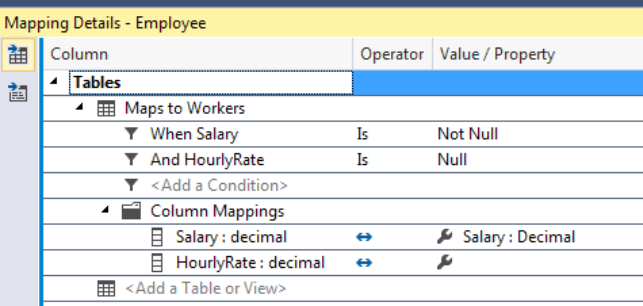 Mapping Details - Employee
Column Operator Value / Property
Tables
Maps to Workers
When Salary Is Not Null
And HourlyRate Is Null
<Add a Condition>
Column Mappings
Salary : decimal Salary : Decimal
HourlyRate : decimal
<Add a Table or View>